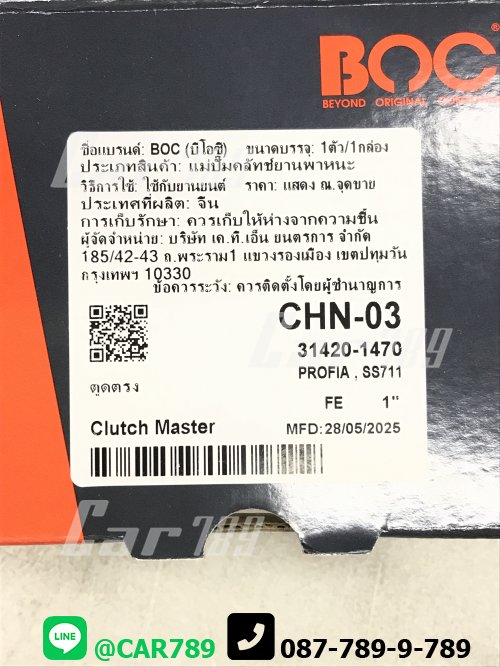 BOC
BEYOND ORIGINAL
ชื่อแบรนด์: BOC (บีโอซี) ขนาดบรรจุ: 1ตัว/1กล่อง
ประเภทสินค้า: แม่ปั๊มคลัทช์ยานพาหนะ
วิธีการใช้: ใช้กับยานยนต์ ราคา: แสดง ณ.จุดขาย
ประเทศที่ผลิต: จีน
การเก็บรักษา: ควรเก็บให้ห่างจากความชื้น
ผู้จัดจำหน่าย: บริษัท เค.ที.เอ็น ยนตรการ จำกัด
185/42-43 ถ.พระราม1 แขวงรองเมือง เขตปทุมวัน
กรุงเทพฯ 10330
ข้อควรระวัง: ควรติดตั้งโดยผู้ชำนาญการ
CHN-03
31420-1470
PROFIA , SS711
ตูดตรง
FE 1"
Clutch Master MFD: 28/05/2025
Car789
Car789
LINE @CAR789 087-789-9-789